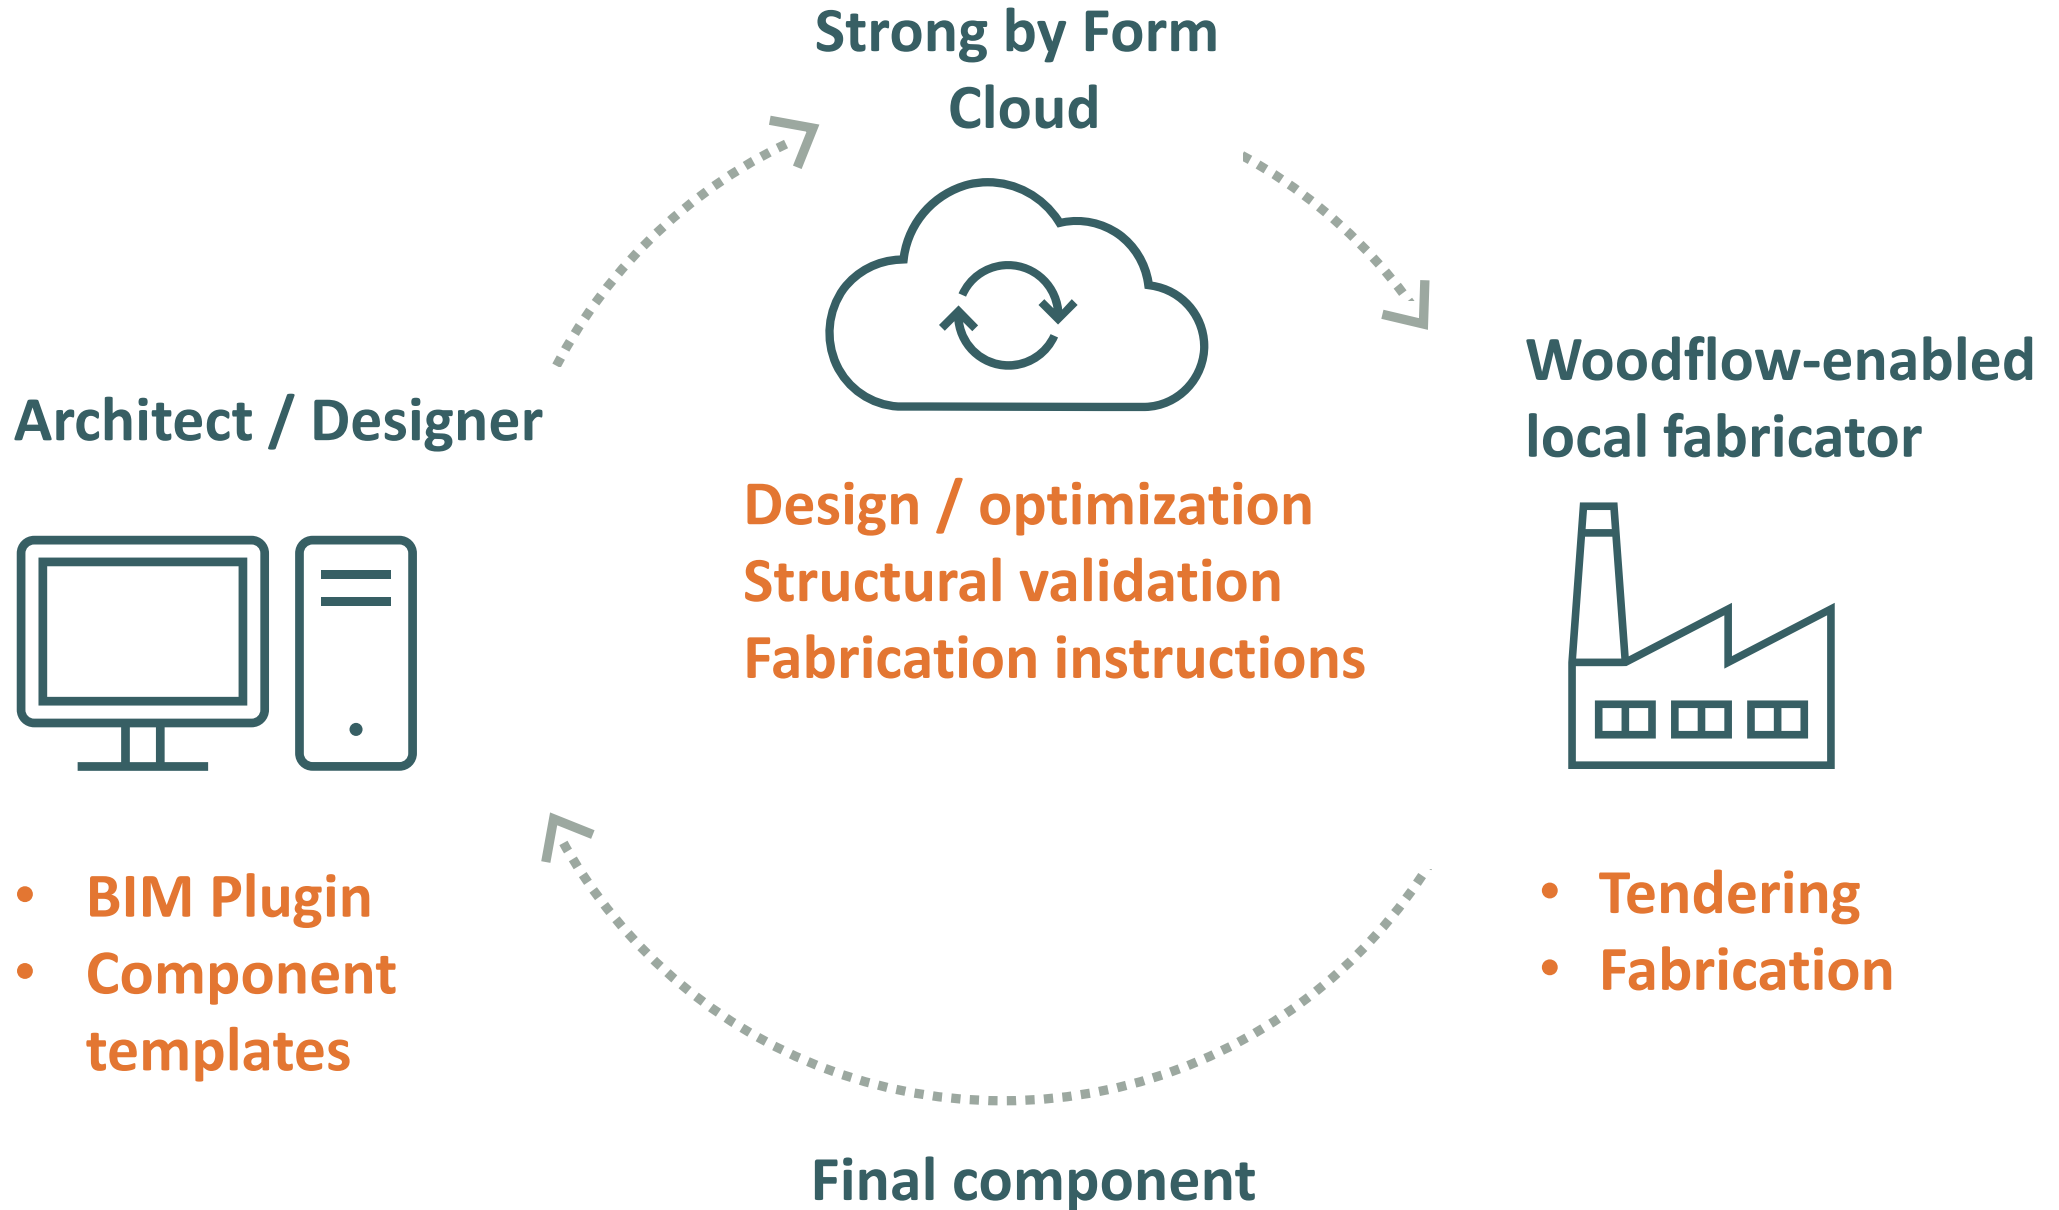 Strong by Form
Cloud
Architect / Designer
Woodflow-enabled
local fabricator
Design / optimization
Structural validation
Fabrication instructions
• BIM Plugin
• Component
templates
• Tendering
• Fabrication
Final component